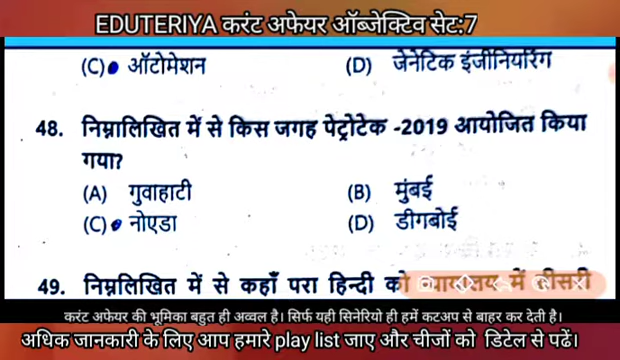 EDUTERIYA करंट अफेयर ऑब्जेक्टिव सेट:7
(C) ऑटोमेशन (D) जेनेटिक इंजीनियरिंग
48. निम्नालिखित में से किस जगह पेट्रोटेक -2019 आयोजित किया
गया?
(A) गुवाहाटी (B) मुंबई
(C) नोएडा (D) डीगबोई
49. निम्नलिखित में से कहाँ परा हिन्दी को में तीसरी
करंट अफेयर की भूमिका बहुत ही अव्वल है। सिर्फ यही सिनेरियो ही हमें कटअप से बाहर कर देती है।
अधिक जानकारी के लिए आप हमारे play list जाए और चीजों को डिटेल से पढें।